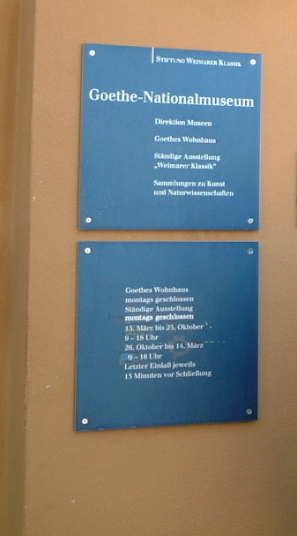 STIFTUNG WEIMARER KLASSIK
Goethe-Nationalmuseum
Direktion Museen
Goethes Wohnhaus
Ständige Ausstellung
„Weimarer Klassik“
Sammlungen zu Kunst
und Naturwissenschaften
Goethes Wohnhaus
montags geschlossen
Ständige Ausstellung
montags geschlossen
15. März bis 25. Oktober
9 – 18 Uhr
26. Oktober bis 14. März
9 – 16 Uhr
Letzter Einlaß jeweils
15 Minuten vor Schließung